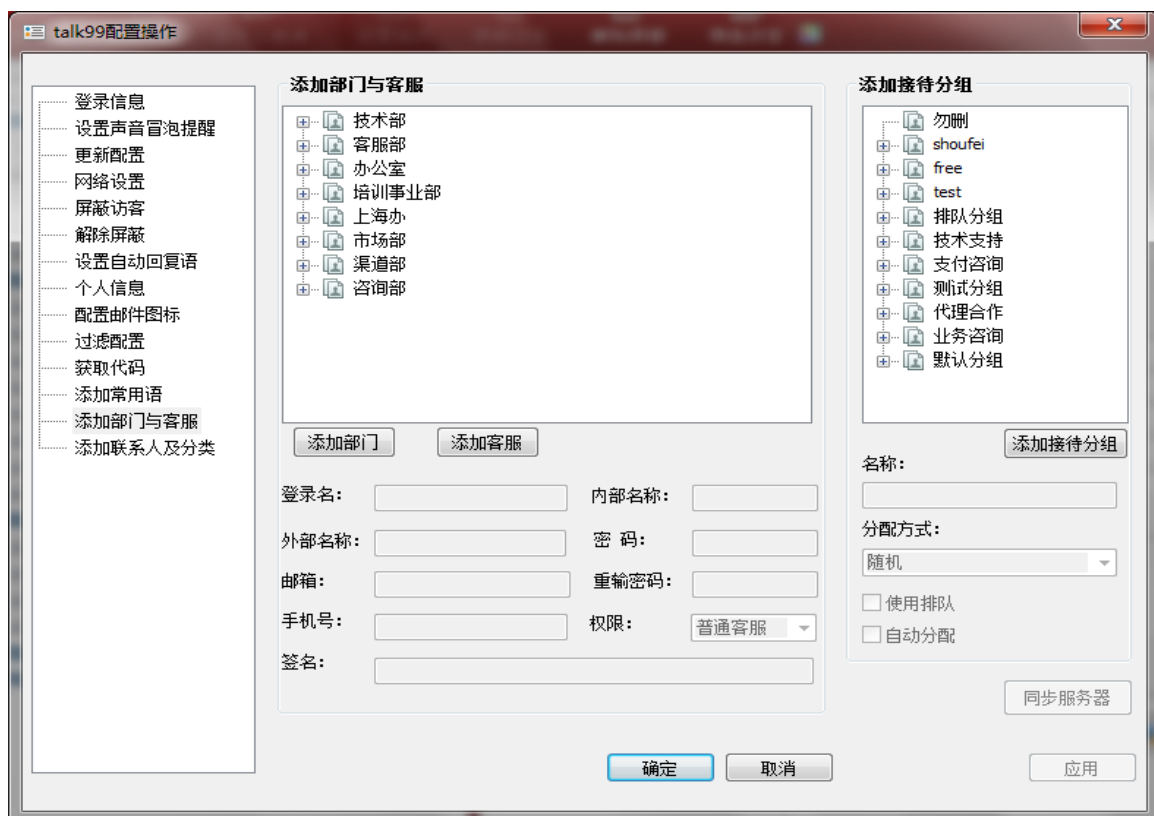 talk99配置操作
登录信息
设置声音冒泡提醒
更新配置
网络设置
屏蔽访客
解除屏蔽
设置自动回复语
个人信息
配置邮件图标
过滤配置
获取代码
添加常用语
添加部门与客服
添加联系人及分类
添加部门与客服
技术部
客服部
办公室
培训事业部
上海办
市场部
渠道部
咨询部
添加部门 添加客服
登录名： 内部名称：
外部名称： 密 码：
邮箱： 重输密码：
手机号： 权限： 普通客服
签名：
添加接待分组
勿删
shoufei
free
test
排队分组
技术支持
支付咨询
测试分组
代理合作
业务咨询
默认分组
添加接待分组
名称：
分配方式：
随机
使用排队
自动分配
同步服务器
确定 取消 应用